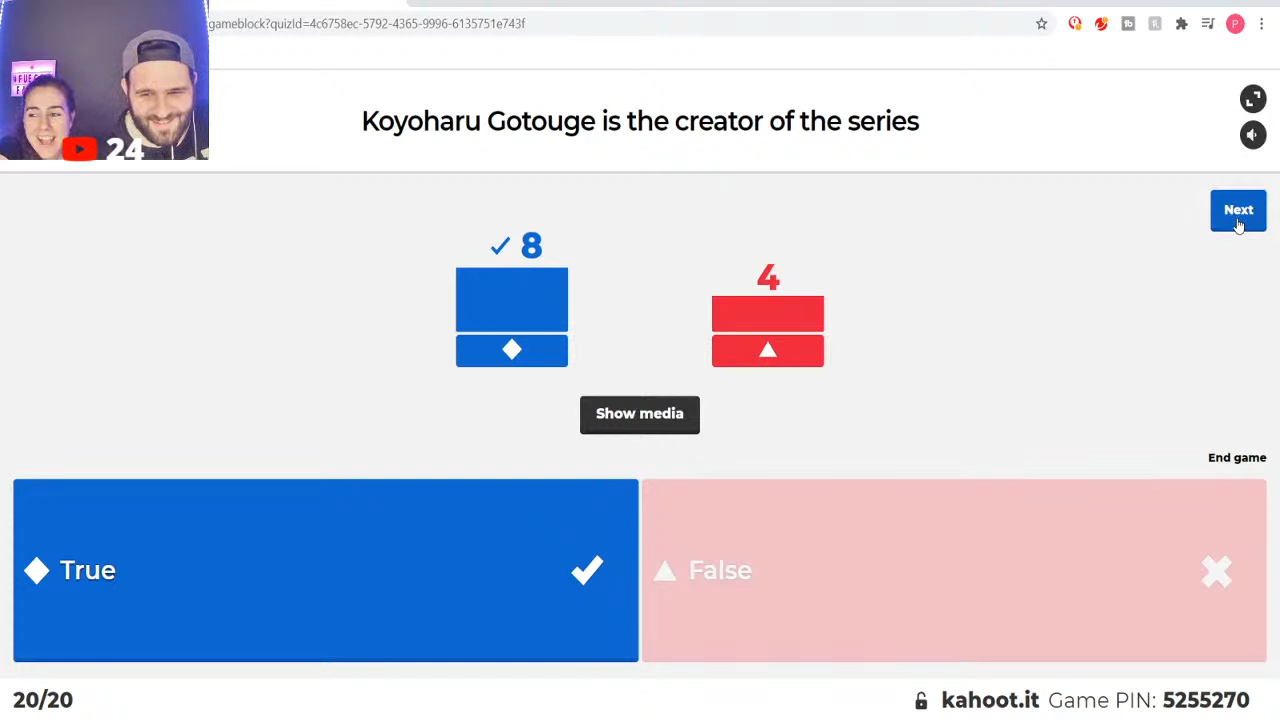 gameblock?quizId=4c6758ec-5792-4365-9996-6135751e743f
24
Koyoharu Gotouge is the creator of the series
Next
8
4
Show media
End game
True
False
20/20
kahoot.it Game PIN: 5255270